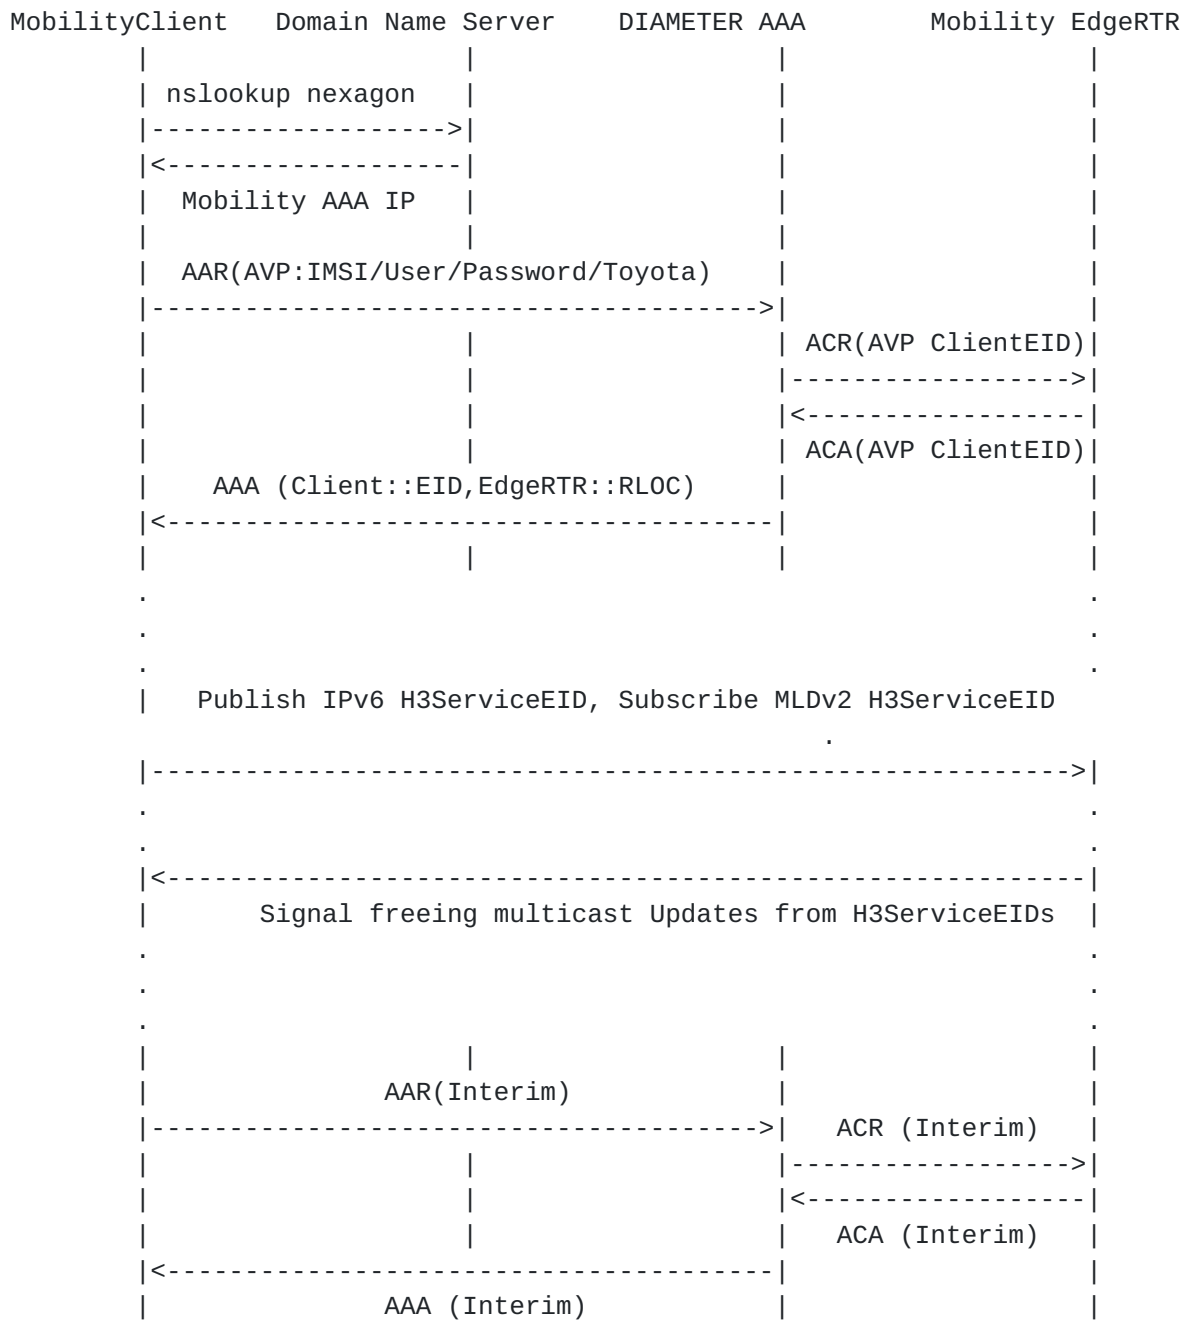 MobilityClient   Domain Name Server    DIAMETER AAA        Mobility EdgeRTR
nslookup nexagon
Mobility AAA IP
AAR(AVP:IMSI/User/Password/Toyota)
ACR(AVP ClientEID)
ACA(AVP ClientEID)
AAA (Client::EID,EdgeRTR::RLOC)
Publish IPv6 H3ServiceEID, Subscribe MLDv2 H3ServiceEID
Signal freeing multicast Updates from H3ServiceEIDs
AAR(Interim)
ACR (Interim)
ACA (Interim)
AAA (Interim)